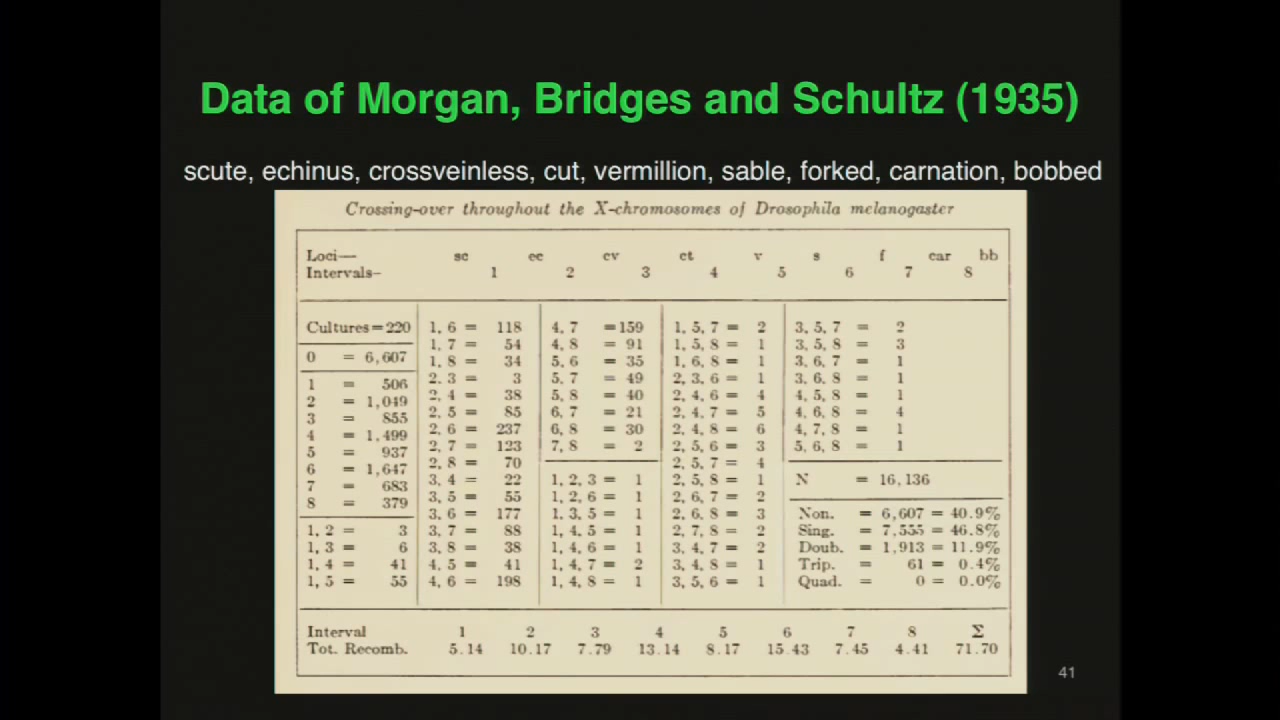 Data of Morgan, Bridges and Schultz (1935)
scute, echinus, crossveinless, cut, vermillion, sable, forked, carnation, bobbed
Crossing-over throughout the X-chromosomes of Drosophila melanogaster
Loci— sc ec cv ct v s f car bb
Intervals– 1 2 3 4 5 6 7 8
Cultures = 220
0 = 6,607
1 = 506
2 = 1,049
3 = 855
4 = 1,499
5 = 937
6 = 1,647
7 = 683
8 = 379
1, 2 = 3
1, 3 = 6
1, 4 = 41
1, 5 = 55
1, 6 = 118
1, 7 = 54
1, 8 = 34
2. 3 = 3
2, 4 = 38
2, 5 = 85
2, 6 = 237
2, 7 = 123
2, 8 = 70
3, 4 = 22
3, 5 = 55
3, 6 = 177
3, 7 = 88
3, 8 = 38
4, 5 = 41
4, 6 = 198
4, 7 = 159
4, 8 = 91
5, 6 = 35
5, 7 = 49
5, 8 = 40
6, 7 = 21
6, 8 = 30
7, 8 = 2
1, 2, 3 = 1
1, 2, 6 = 1
1, 3, 5 = 1
1, 4, 5 = 1
1, 4, 6 = 1
1, 4, 7 = 2
1, 4, 8 = 1
1, 5, 7 = 2
1, 5, 8 = 1
1, 6, 8 = 1
2, 3, 6 = 1
2, 4, 6 = 4
2, 4, 7 = 5
2, 4, 8 = 6
2, 5, 6 = 3
2, 5, 7 = 4
2, 5, 8 = 1
2, 6, 7 = 2
2, 6, 8 = 3
2, 7, 8 = 2
3, 4, 7 = 2
3, 4, 8 = 1
3, 5, 6 = 1
3, 5, 7 = 2
3, 5, 8 = 3
3, 6, 7 = 1
3, 6, 8 = 1
4, 5, 8 = 1
4, 6, 8 = 4
4, 7, 8 = 1
5, 6, 8 = 1
N = 16,136
Non. = 6,607 = 40.9%
Sing. = 7,555 = 46.8%
Doub. = 1,913 = 11.9%
Trip. = 61 = 0.4%
Quad. = 0 = 0.0%
Interval 1 2 3 4 5 6 7 8 Σ
Tot. Recomb. 5.14 10.17 7.79 13.14 8.17 15.43 7.45 4.41 71.70
41